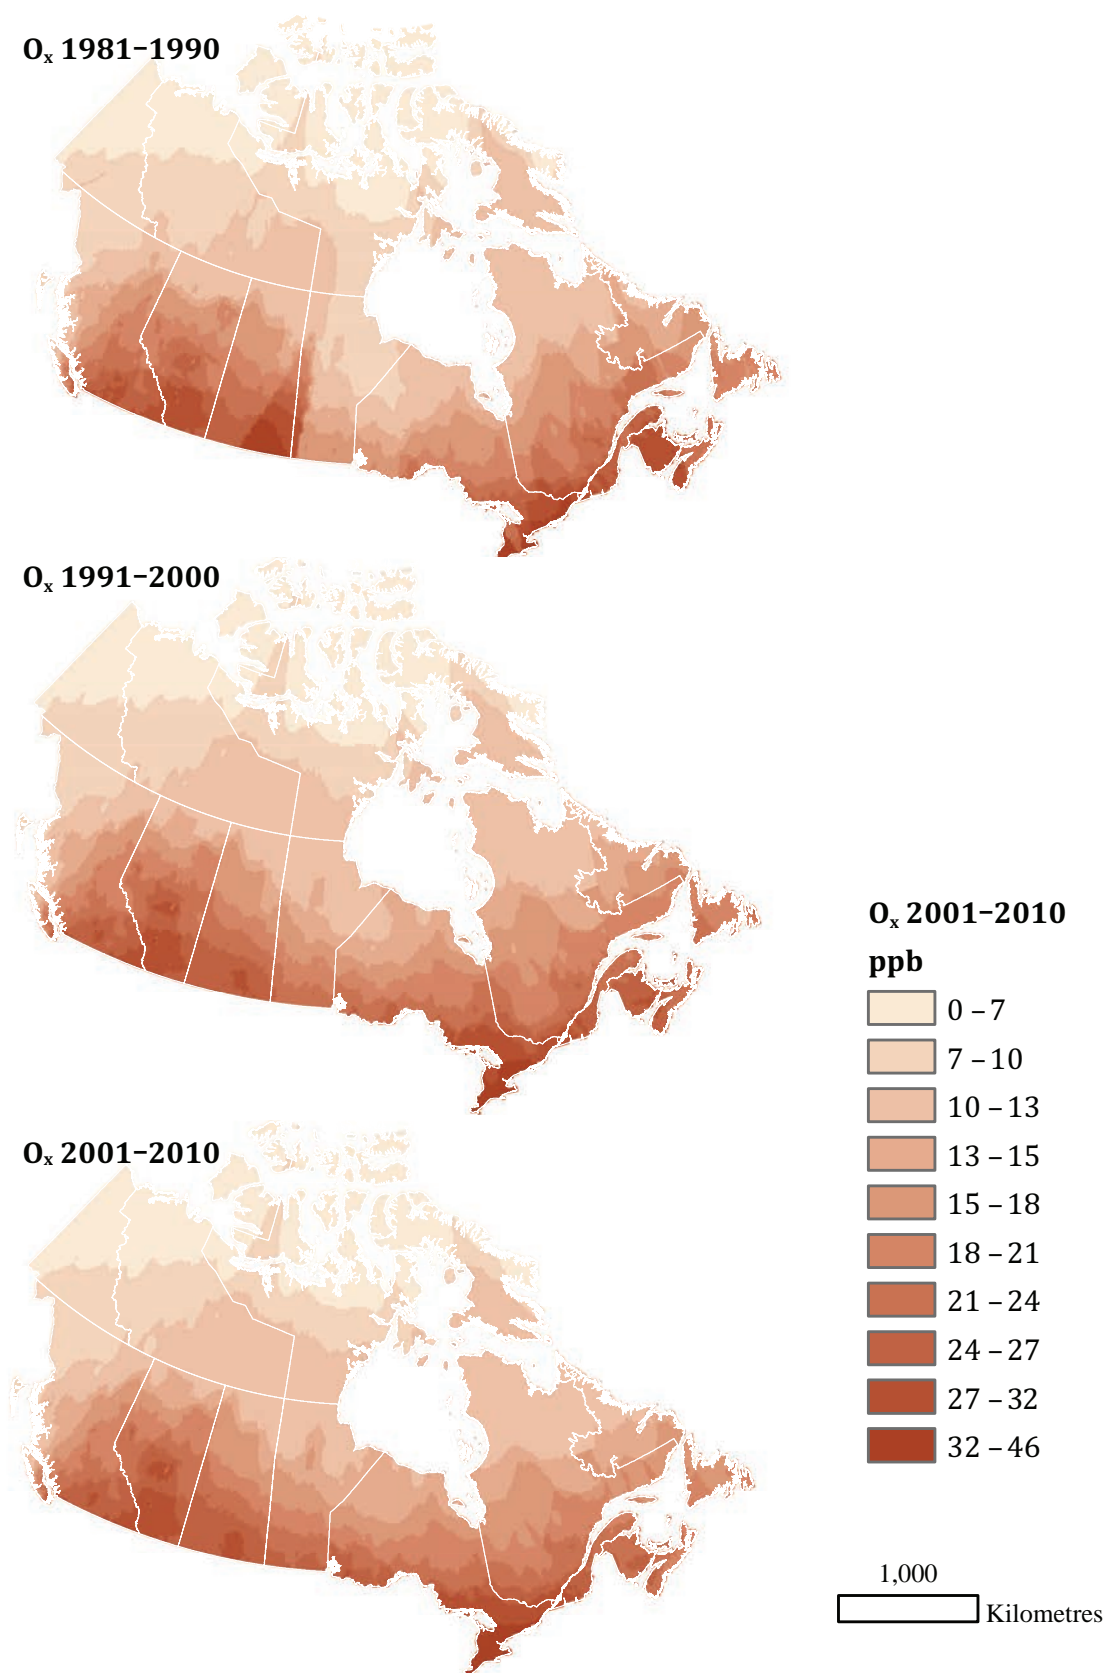 Oₓ 1981–1990
Oₓ 1991–2000
Oₓ 2001–2010
Oₓ 2001–2010
ppb
0 – 7
7 – 10
10 – 13
13 – 15
15 – 18
18 – 21
21 – 24
24 – 27
27 – 32
32 – 46
1,000
Kilometres